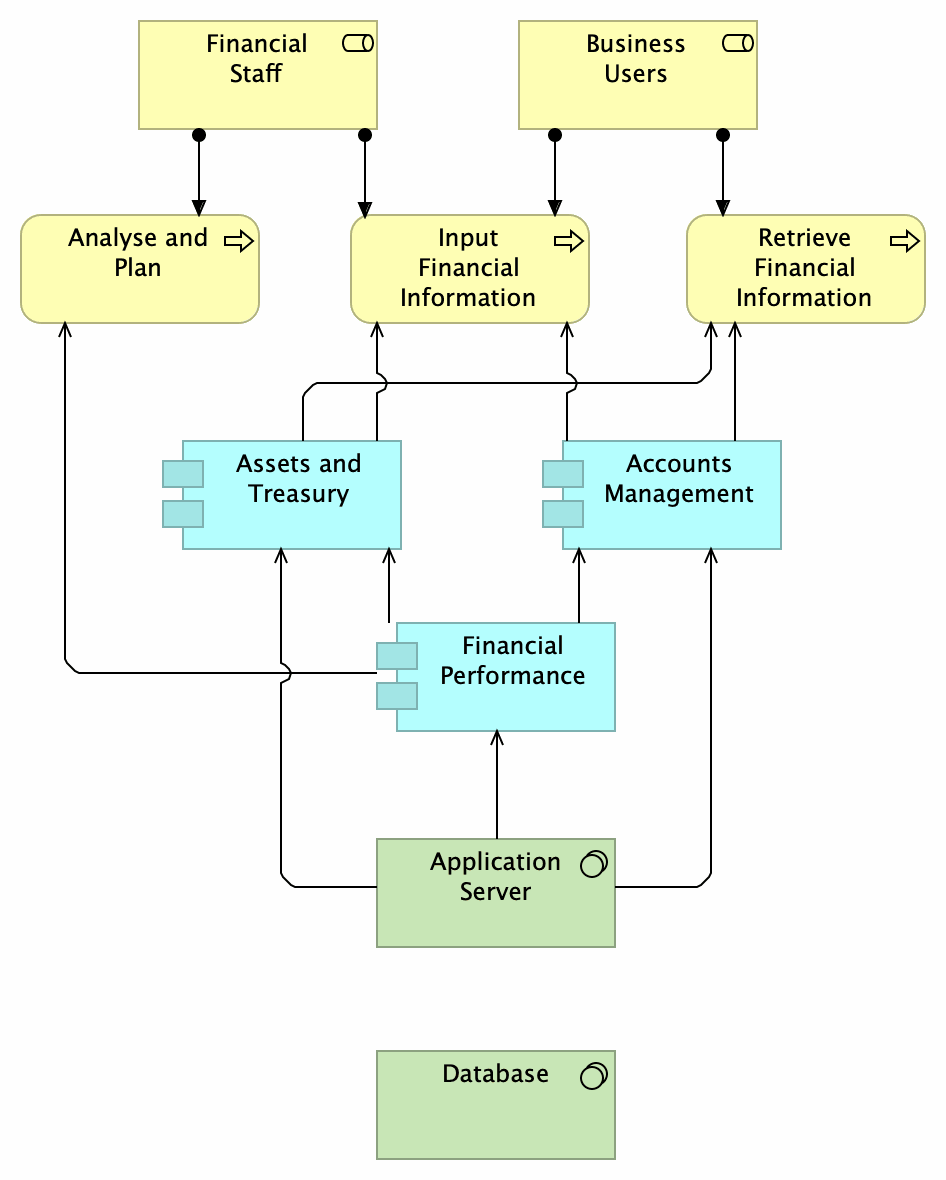 Financial
Staff
Business
Users
Analyse and
Plan
Input
Financial
Information
Retrieve
Financial
Information
Assets and
Treasury
Accounts
Management
Financial
Performance
Application
Server
Database